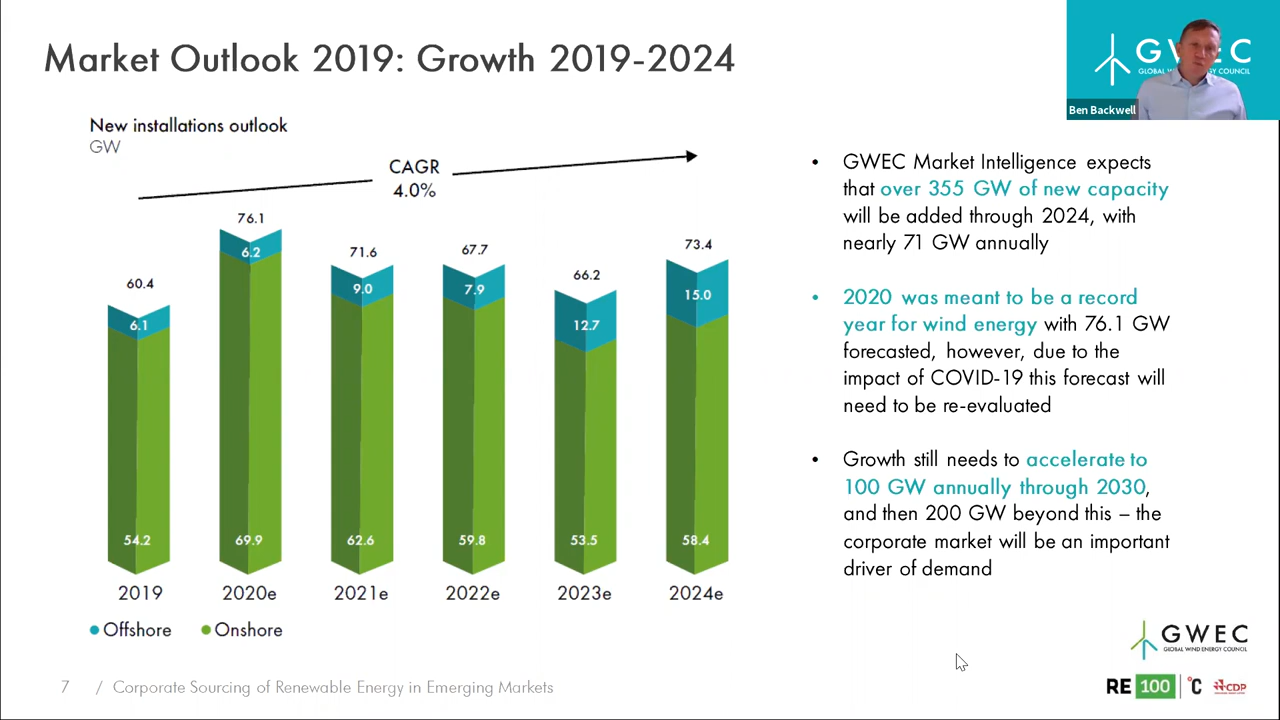 Market Outlook 2019: Growth 2019-2024
GWEC
GLOBAL WIND ENERGY COUNCIL
Ben Backwell
New installations outlook
GW
CAGR
4.0%
60.4
76.1
71.6
67.7
66.2
73.4
6.1
6.2
9.0
7.9
12.7
15.0
54.2
69.9
62.6
59.8
53.5
58.4
2019
2020e
2021e
2022e
2023e
2024e
Offshore
Onshore
• GWEC Market Intelligence expects
that over 355 GW of new capacity
will be added through 2024, with
nearly 71 GW annually
• 2020 was meant to be a record
year for wind energy with 76.1 GW
forecasted, however, due to the
impact of COVID-19 this forecast will
need to be re-evaluated
• Growth still needs to accelerate to
100 GW annually through 2030,
and then 200 GW beyond this – the
corporate market will be an important
driver of demand
GWEC
GLOBAL WIND ENERGY COUNCIL
7 / Corporate Sourcing of Renewable Energy in Emerging Markets
RE 100 °C CDP